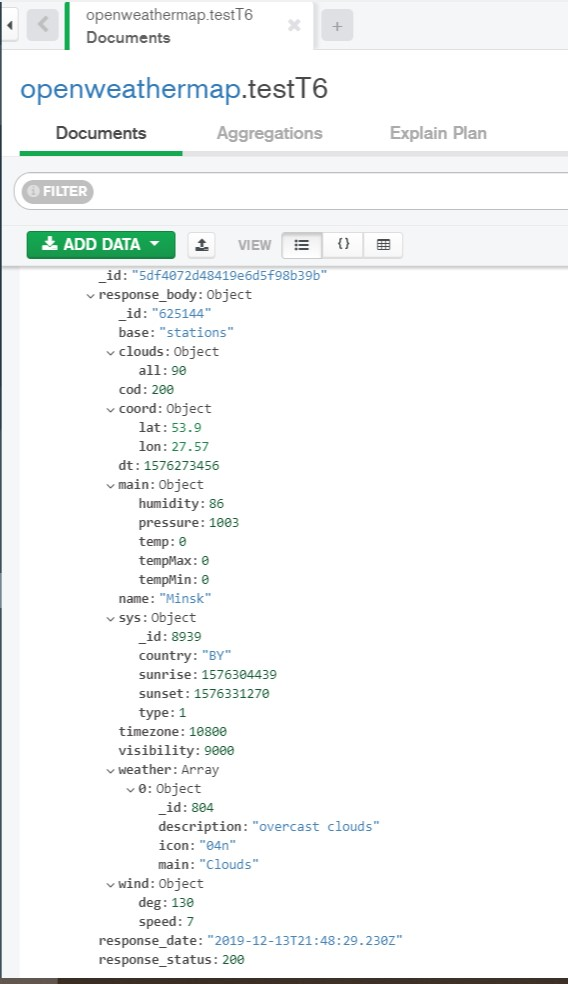 openweathermap.testT6
Documents
openweathermap.testT6
Documents Aggregations Explain Plan
FILTER
ADD DATA VIEW {}
_id: "5df4072d48419e6d5f98b39b"
response_body: Object
_id: "625144"
base: "stations"
clouds: Object
all: 90
cod: 200
coord: Object
lat: 53.9
lon: 27.57
dt: 1576273456
main: Object
humidity: 86
pressure: 1003
temp: 0
tempMax: 0
tempMin: 0
name: "Minsk"
sys: Object
_id: 8939
country: "BY"
sunrise: 1576304439
sunset: 1576331270
type: 1
timezone: 10800
visibility: 9000
weather: Array
0: Object
_id: 804
description: "overcast clouds"
icon: "04n"
main: "Clouds"
wind: Object
deg: 130
speed: 7
response_date: "2019-12-13T21:48:29.230Z"
response_status: 200